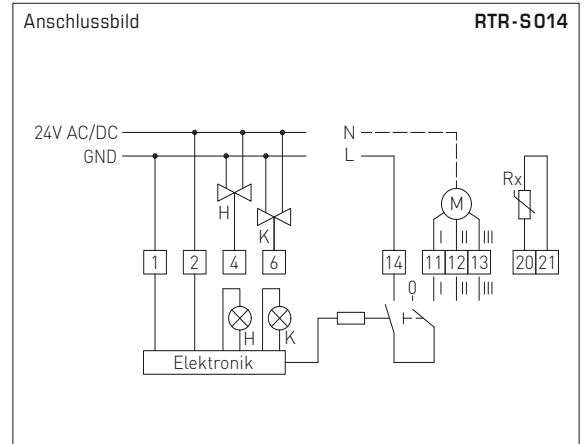 Anschlussbild RTR-S014
24V AC/DC N
GND L
Rx
H M
K I II III
1 2 4 6 14 11 12 13 20 21
0 I II III
H K
Elektronik